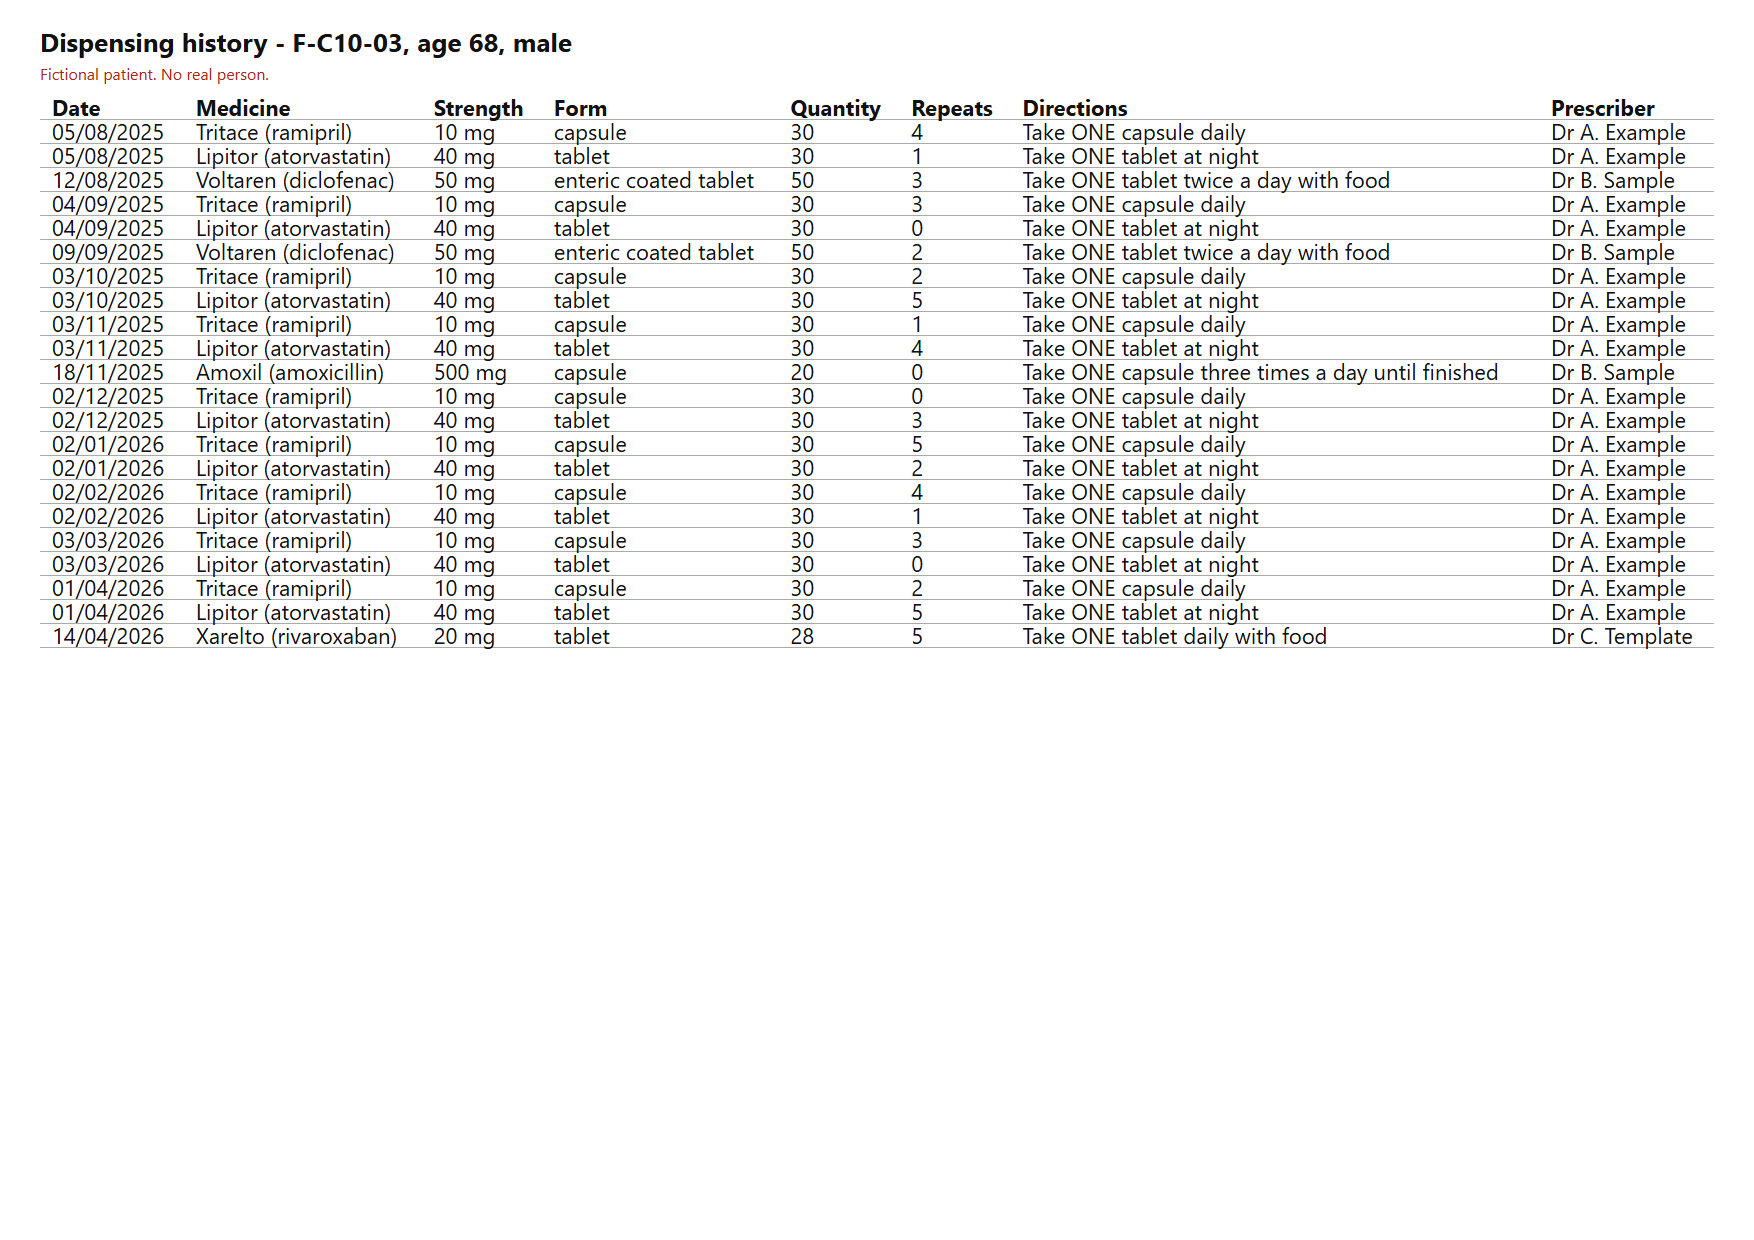 Dispensing history - F-C10-03, age 68, male
Fictional patient. No real person.
Date Medicine Strength Form Quantity Repeats Directions Prescriber
05/08/2025 Tritace (ramipril) 10 mg capsule 30 4 Take ONE capsule daily Dr A. Example
05/08/2025 Lipitor (atorvastatin) 40 mg tablet 30 1 Take ONE tablet at night Dr A. Example
12/08/2025 Voltaren (diclofenac) 50 mg enteric coated tablet 50 3 Take ONE tablet twice a day with food Dr B. Sample
04/09/2025 Tritace (ramipril) 10 mg capsule 30 3 Take ONE capsule daily Dr A. Example
04/09/2025 Lipitor (atorvastatin) 40 mg tablet 30 0 Take ONE tablet at night Dr A. Example
09/09/2025 Voltaren (diclofenac) 50 mg enteric coated tablet 50 2 Take ONE tablet twice a day with food Dr B. Sample
03/10/2025 Tritace (ramipril) 10 mg capsule 30 2 Take ONE capsule daily Dr A. Example
03/10/2025 Lipitor (atorvastatin) 40 mg tablet 30 5 Take ONE tablet at night Dr A. Example
03/11/2025 Tritace (ramipril) 10 mg capsule 30 1 Take ONE capsule daily Dr A. Example
03/11/2025 Lipitor (atorvastatin) 40 mg tablet 30 4 Take ONE tablet at night Dr A. Example
18/11/2025 Amoxil (amoxicillin) 500 mg capsule 20 0 Take ONE capsule three times a day until finished Dr B. Sample
02/12/2025 Tritace (ramipril) 10 mg capsule 30 0 Take ONE capsule daily Dr A. Example
02/12/2025 Lipitor (atorvastatin) 40 mg tablet 30 3 Take ONE tablet at night Dr A. Example
02/01/2026 Tritace (ramipril) 10 mg capsule 30 5 Take ONE capsule daily Dr A. Example
02/01/2026 Lipitor (atorvastatin) 40 mg tablet 30 2 Take ONE tablet at night Dr A. Example
02/02/2026 Tritace (ramipril) 10 mg capsule 30 4 Take ONE capsule daily Dr A. Example
02/02/2026 Lipitor (atorvastatin) 40 mg tablet 30 1 Take ONE tablet at night Dr A. Example
03/03/2026 Tritace (ramipril) 10 mg capsule 30 3 Take ONE capsule daily Dr A. Example
03/03/2026 Lipitor (atorvastatin) 40 mg tablet 30 0 Take ONE tablet at night Dr A. Example
01/04/2026 Tritace (ramipril) 10 mg capsule 30 2 Take ONE capsule daily Dr A. Example
01/04/2026 Lipitor (atorvastatin) 40 mg tablet 30 5 Take ONE tablet at night Dr A. Example
14/04/2026 Xarelto (rivaroxaban) 20 mg tablet 28 5 Take ONE tablet daily with food Dr C. Template